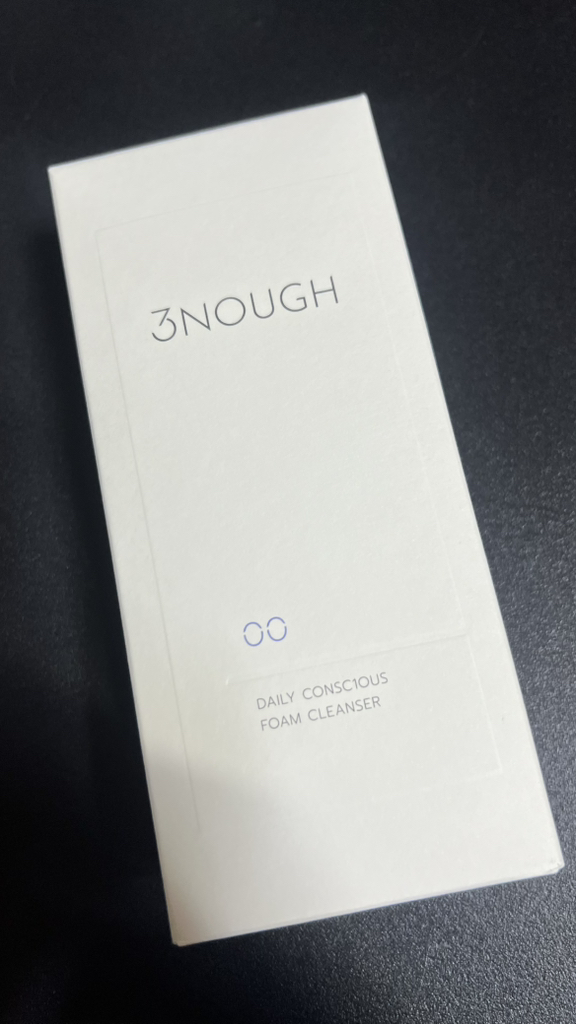 3NOUGH
00
DAILY CONSC1OUS
FOAM CLEANSER